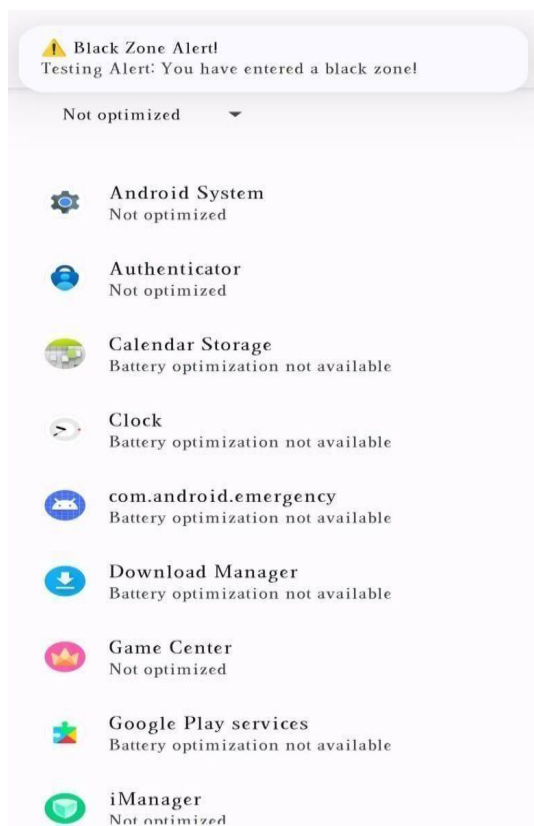 ⚠️ Black Zone Alert!
Testing Alert: You have entered a black zone!
Not optimized
Android System
Not optimized
Authenticator
Not optimized
Calendar Storage
Battery optimization not available
Clock
Battery optimization not available
com.android.emergency
Battery optimization not available
Download Manager
Battery optimization not available
Game Center
Not optimized
Google Play services
Battery optimization not available
iManager
Not optimized